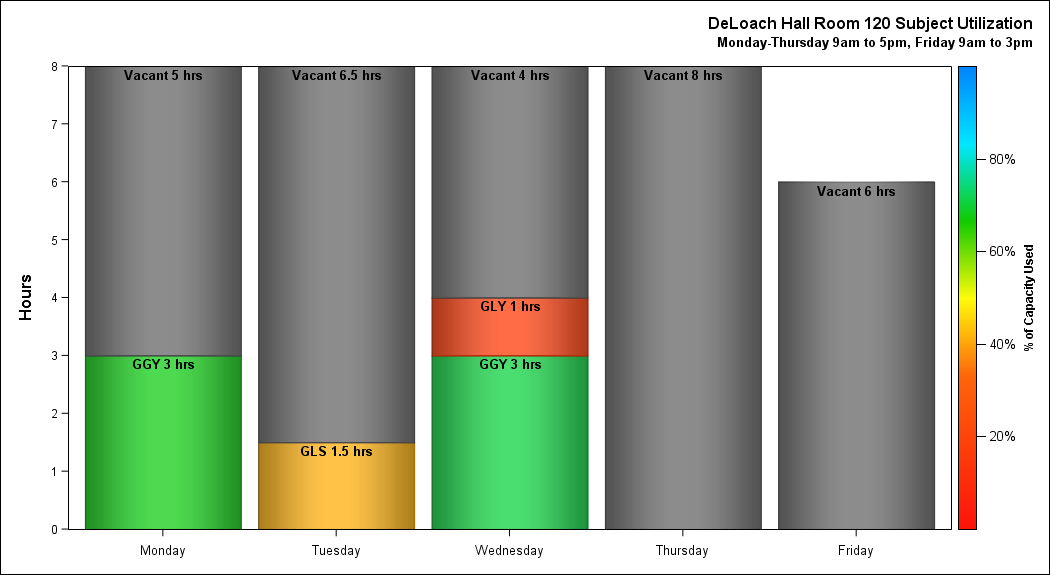 DeLoach Hall Room 120 Subject Utilization
Monday-Thursday 9am to 5pm, Friday 9am to 3pm
Hours
8
7
6
5
4
3
2
1
0
Vacant 5 hrs
GGY 3 hrs
Vacant 6.5 hrs
GLS 1.5 hrs
Vacant 4 hrs
GLY 1 hrs
GGY 3 hrs
Vacant 8 hrs
Vacant 6 hrs
Monday
Tuesday
Wednesday
Thursday
Friday
80%
60%
40%
20%
% of Capacity Used